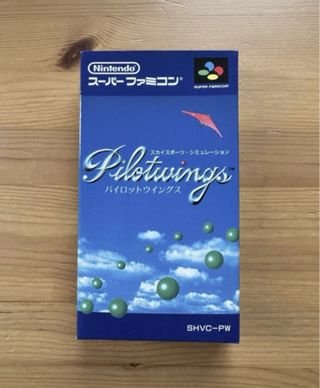 Nintendo
スーパーファミコン®
SUPER FAMICOM
スカイスポーツ・シミュレーション
Pilotwings™
パイロットウイングス
SHVC-PW